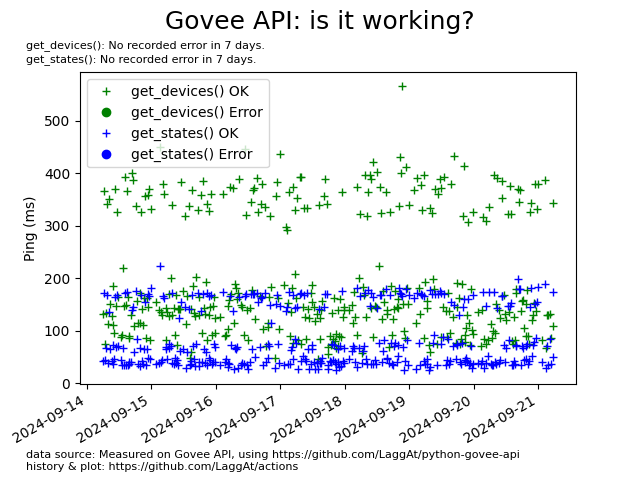 Govee API: is it working?
get_devices(): No recorded error in 7 days.
get_states(): No recorded error in 7 days.
get_devices() OK
get_devices() Error
get_states() OK
get_states() Error
Ping (ms)
500
400
300
200
100
0
2024-09-14
2024-09-15
2024-09-16
2024-09-17
2024-09-18
2024-09-19
2024-09-20
2024-09-21
data source: Measured on Govee API, using https://github.com/LaggAt/python-govee-api
history & plot: https://github.com/LaggAt/actions